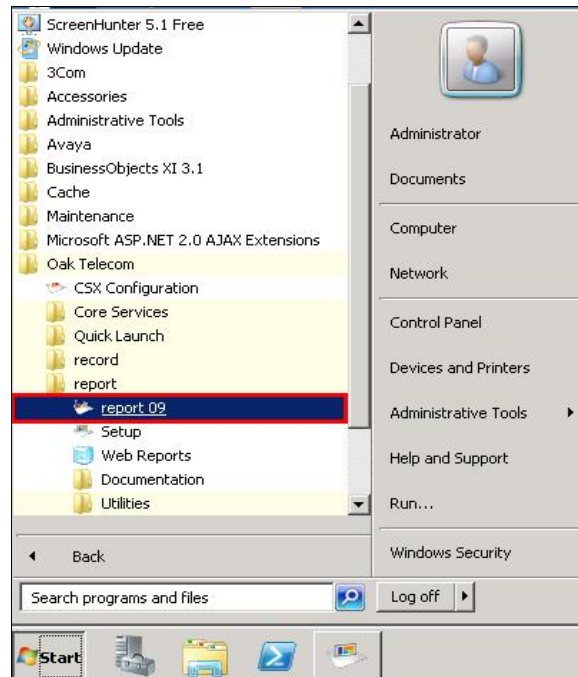 ScreenHunter 5.1 Free
Windows Update
3Com
Accessories
Administrative Tools
Avaya
BusinessObjects XI 3.1
Cache
Maintenance
Microsoft ASP.NET 2.0 AJAX Extensions
Oak Telecom
CSX Configuration
Core Services
Quick Launch
record
report
report 09
Setup
Web Reports
Documentation
Utilities
Back
Search programs and files
Administrator
Documents
Computer
Network
Control Panel
Devices and Printers
Administrative Tools
Help and Support
Run...
Windows Security
Log off
Start